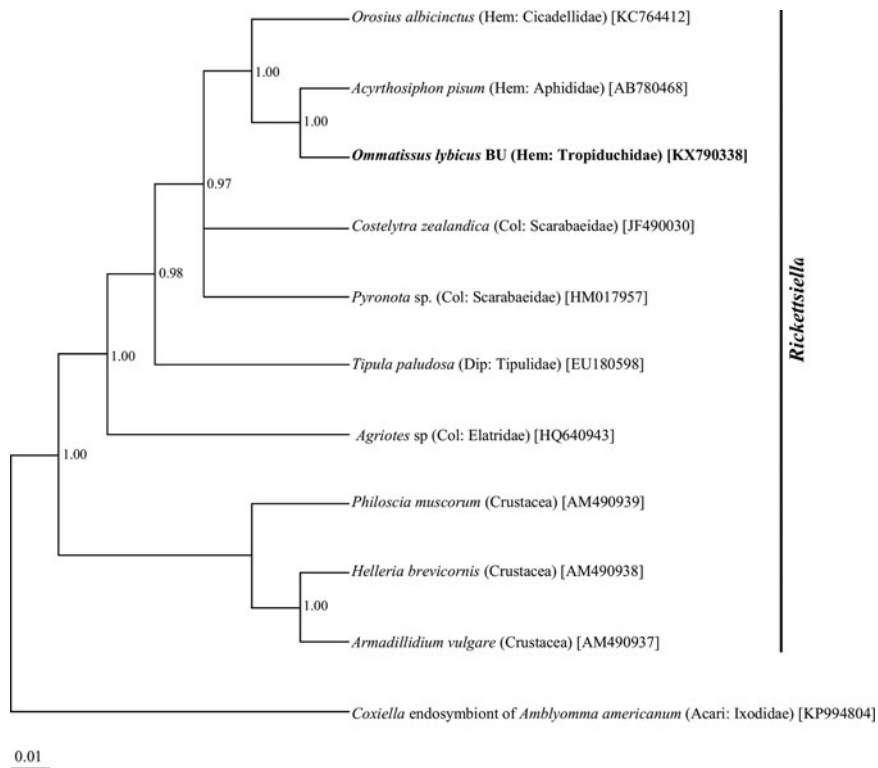 Orosius albicinctus (Hem: Cicadellidae) [KC764412]
1.00
Acyrthosiphon pisum (Hem: Aphididae) [AB780468]
1.00
Ommatissus lybicus BU (Hem: Tropiduchidae) [KX790338]
0.97
Costelytra zealandica (Col: Scarabaeidae) [JF490030]
0.98
Pyronota sp. (Col: Scarabaeidae) [HM017957]
1.00
Tipula paludosa (Dip: Tipulidae) [EU180598]
Agriotes sp (Col: Elatridae) [HQ640943]
1.00
Philoscia muscorum (Crustacea) [AM490939]
Helleria brevicornis (Crustacea) [AM490938]
1.00
Armadillidium vulgare (Crustacea) [AM490937]
Rickettsiella
Coxiella endosymbiont of Amblyomma americanum (Acari: Ixodidae) [KP994804]
0.01